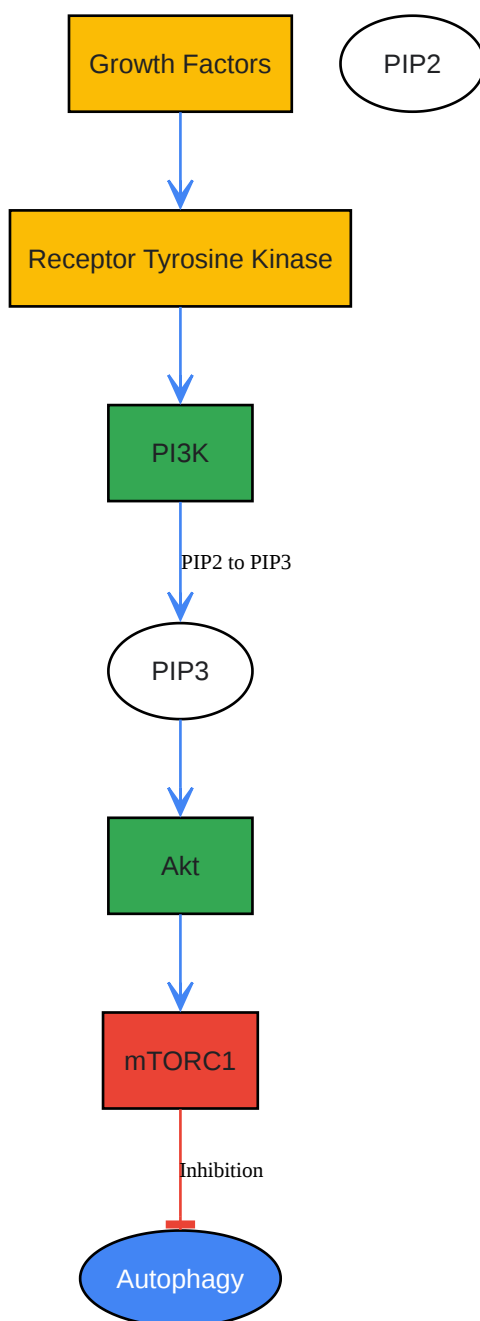 Growth Factors
PIP2
Receptor Tyrosine Kinase
PI3K
PIP2 to PIP3
PIP3
Akt
mTORC1
Inhibition
Autophagy